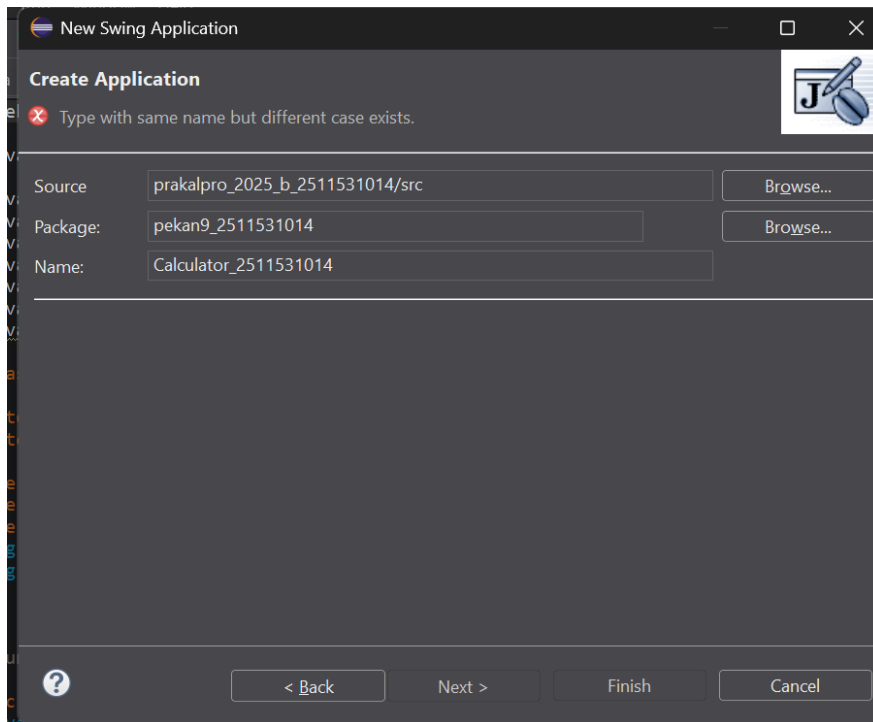 New Swing Application
Create Application
Type with same name but different case exists.
Source prakalpro_2025_b_2511531014/src Browse...
Package: pekan9_2511531014 Browse...
Name: Calculator_2511531014
? < Back Next > Finish Cancel